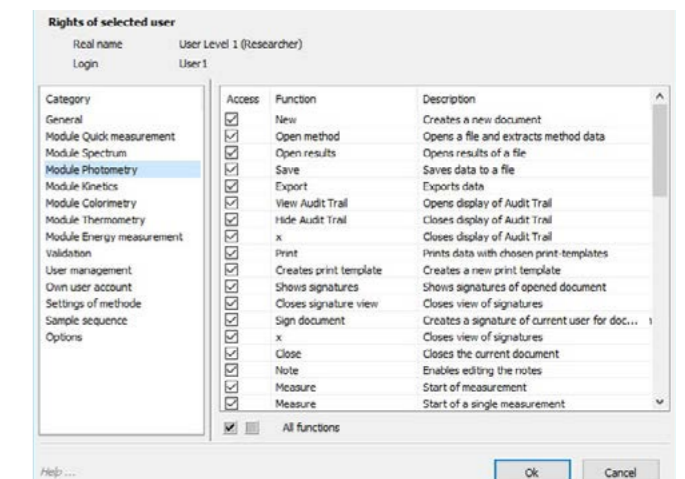 Rights of selected user
Real name User Level 1 (Researcher)
Login User1
Category
General
Module Quick measurement
Module Spectrum
Module Photometry
Module Kinetics
Module Colorimetry
Module Thermometry
Module Energy measurement
Validation
User management
Own user account
Settings of methode
Sample sequence
Options
Access Function Description
New Creates a new document
Open method Opens a file and extracts method data
Open results Opens results of a file
Save Saves data to a file
Export Exports data
View Audit Trail Opens display of Audit Trail
Hide Audit Trail Closes display of Audit Trail
x Closes display of Audit Trail
Print Prints data with chosen print-templates
Creates print template Creates a new print template
Shows signatures Shows signatures of opened document
Closes signature view Closes view of signatures
Sign document Creates a signature of current user for doc...
x Closes view of signatures
Close Closes the current document
Note Enables editing the notes
Measure Start of measurement
Measure Start of a single measurement
All functions
Help ...
Ok Cancel